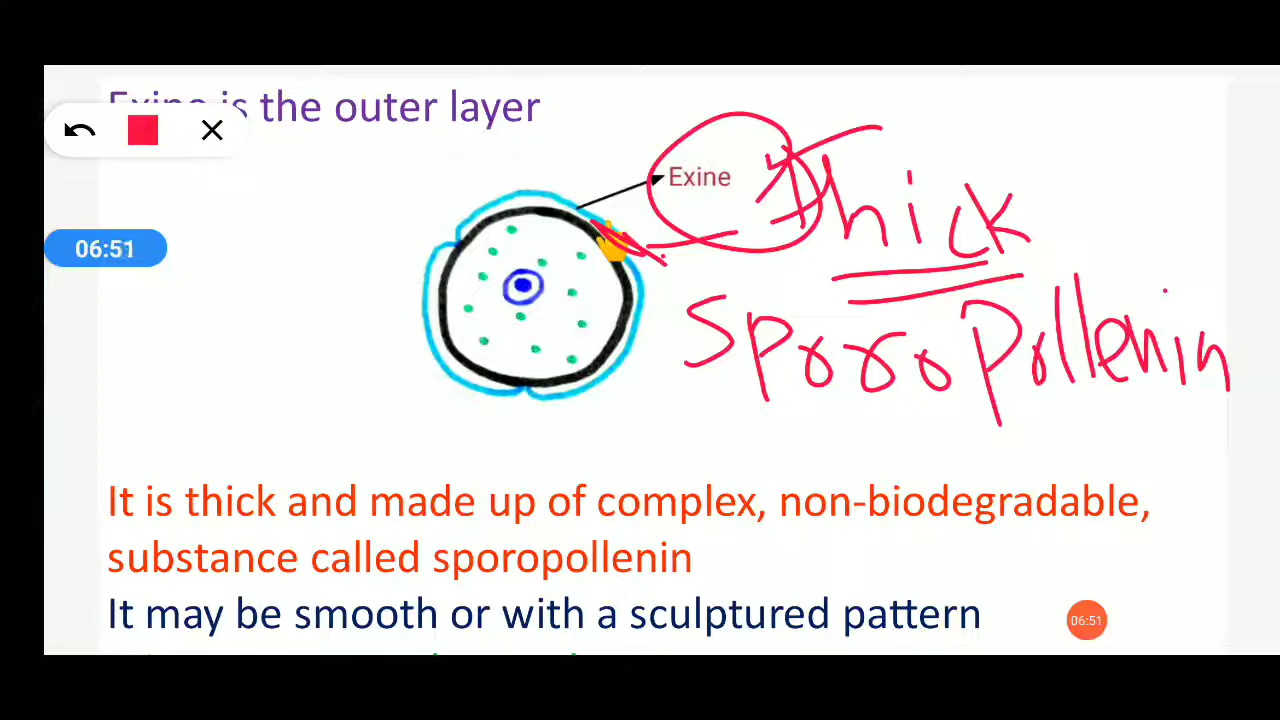 Exine is the outer layer
Exine
Thick
06:51
Sporopollenin
It is thick and made up of complex, non-biodegradable,
substance called sporopollenin
It may be smooth or with a sculptured pattern
06:51